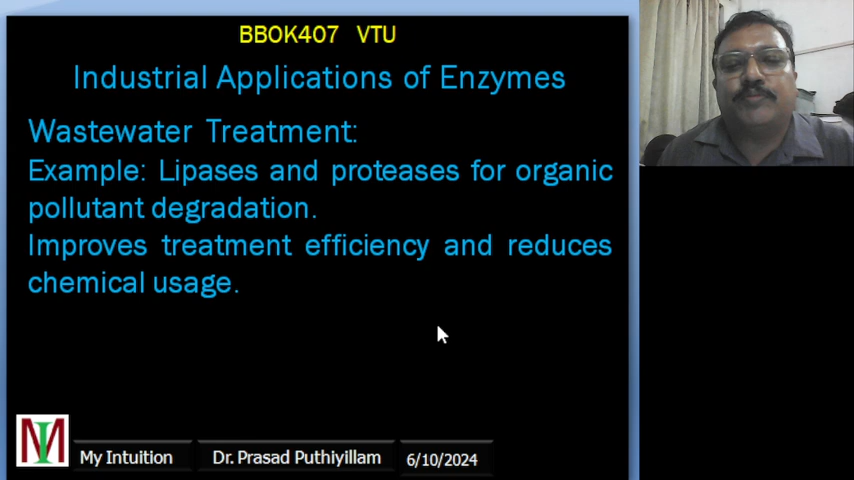 BBOK407 VTU
Industrial Applications of Enzymes
Wastewater Treatment:
Example: Lipases and proteases for organic
pollutant degradation.
Improves treatment efficiency and reduces
chemical usage.
MI
My Intuition
Dr. Prasad Puthiyillam
6/10/2024